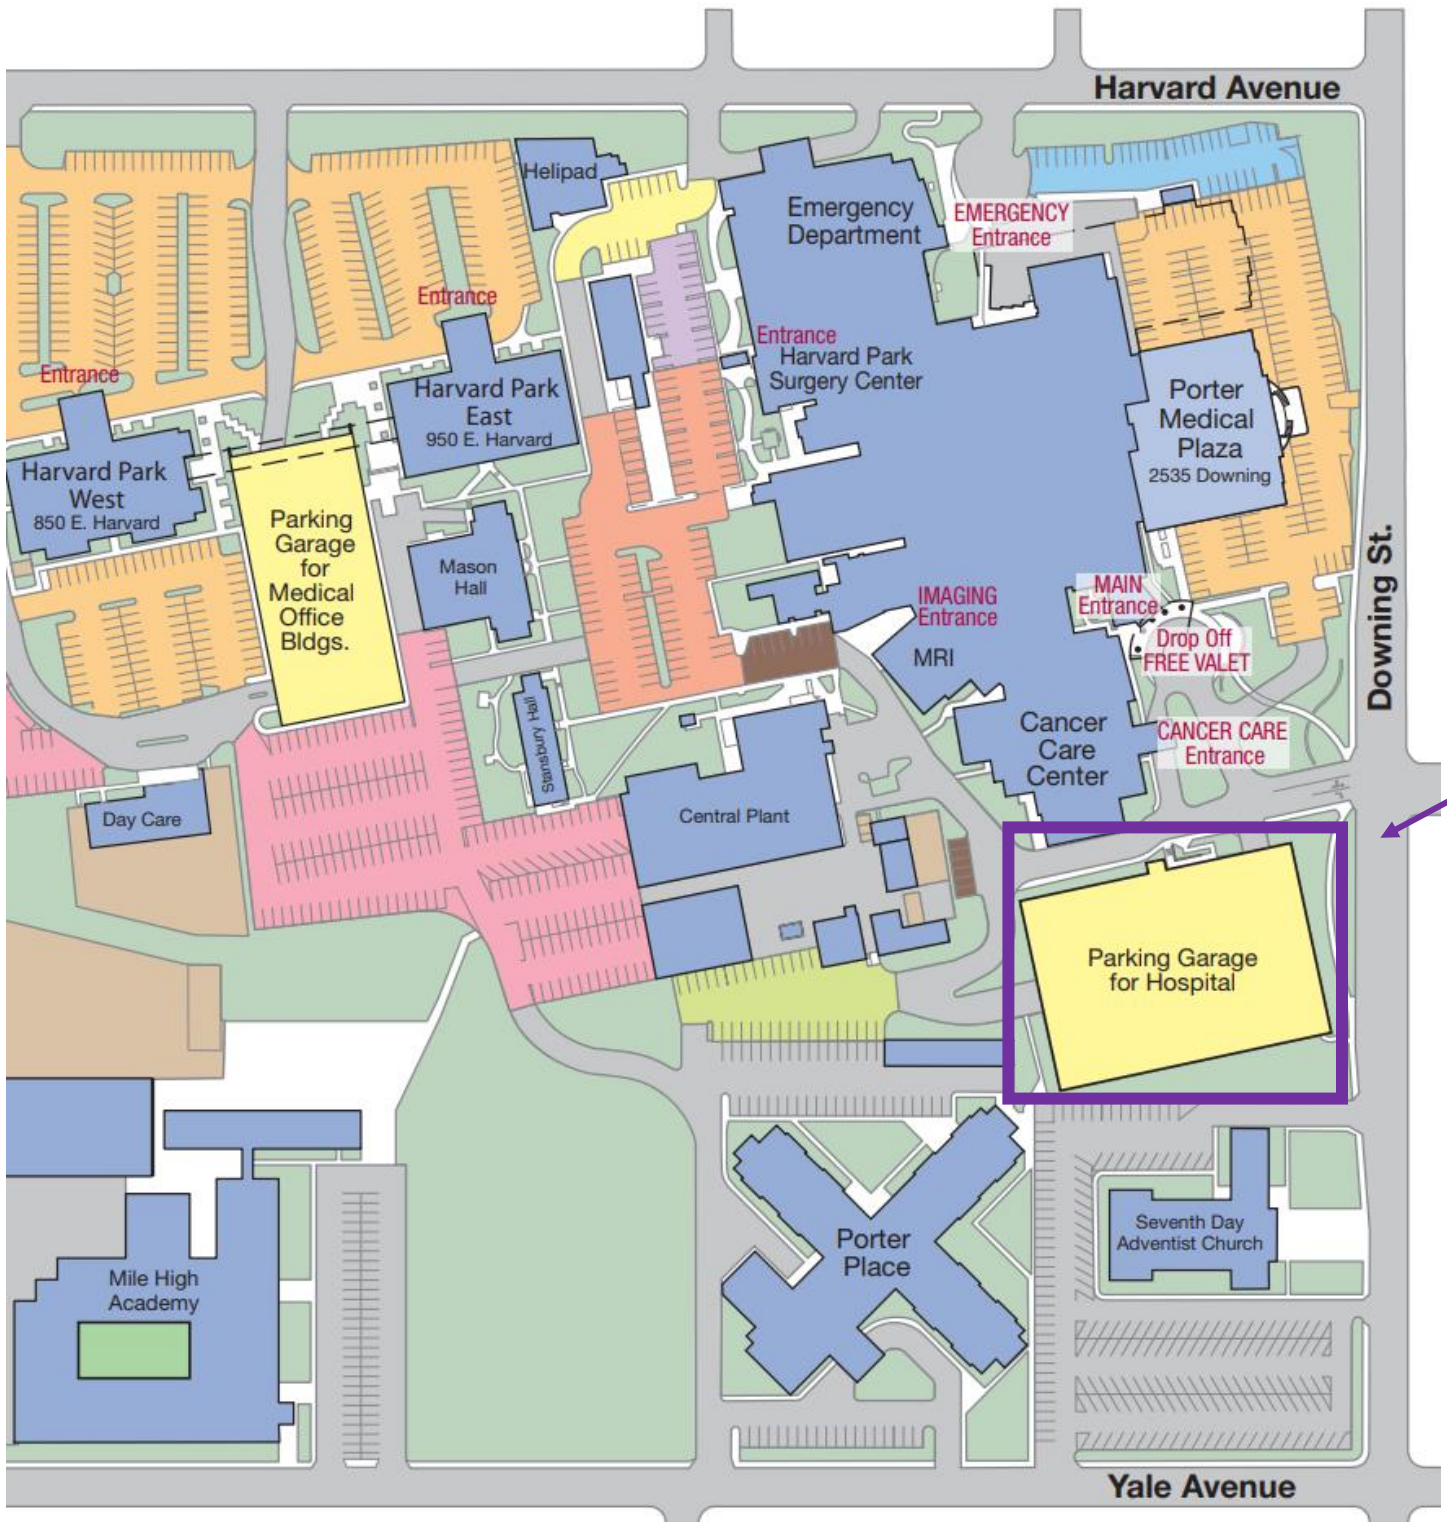 Harvard Avenue
Helipad
Emergency
Department
EMERGENCY
Entrance
Entrance
Entrance
Harvard Park
Surgery Center
Entrance
Harvard Park
East
950 E. Harvard
Porter
Medical
Plaza
2535 Downing
Harvard Park
West
850 E. Harvard
Parking
Garage
for
Medical
Office
Bldgs.
Mason
Hall
Downing St.
IMAGING
Entrance
MAIN
Entrance
Drop Off
FREE VALET
MRI
Stansbury Hall
Cancer
Care
Center
CANCER CARE
Entrance
Day Care
Central Plant
Parking Garage
for Hospital
Porter
Place
Seventh Day
Adventist Church
Mile High
Academy
Yale Avenue